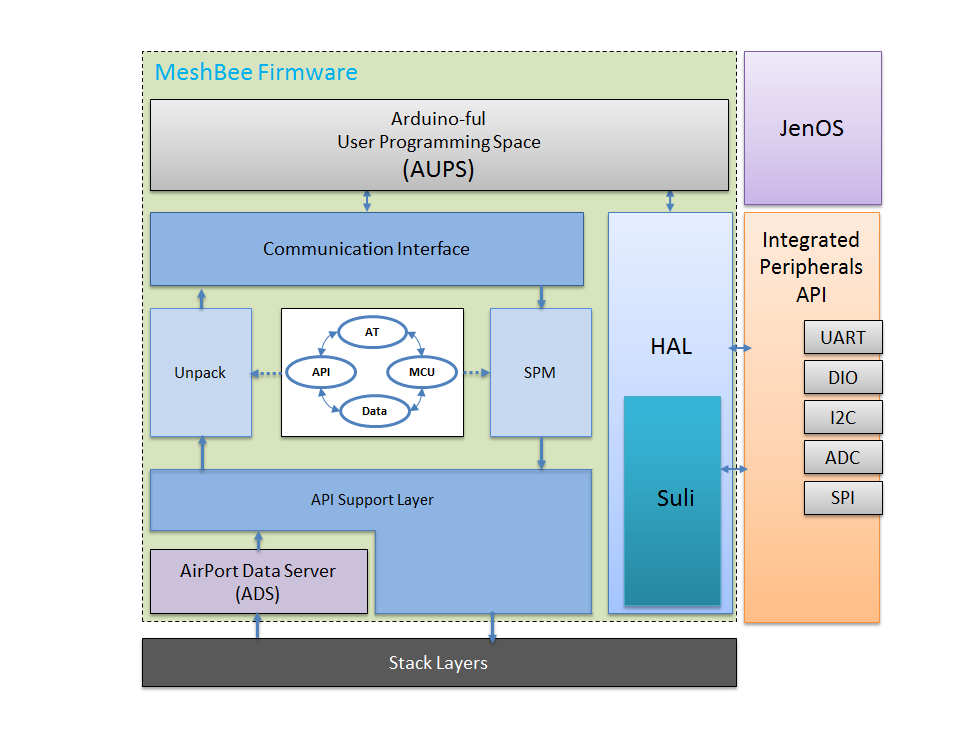 MeshBee Firmware
Arduino-ful
User Programming Space
(AUPS)
JenOS
Communication Interface
Integrated
Peripherals
API
UART
DIO
I2C
ADC
SPI
HAL
Suli
Unpack
AT
API
MCU
Data
SPM
API Support Layer
AirPort Data Server
(ADS)
Stack Layers